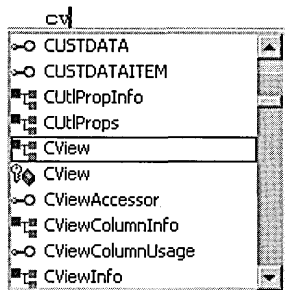 cv
CUSTDATA
CUSTDATAITEM
CUtlPropInfo
CUtlProps
CView
CView
CViewAccessor
CViewColumnInfo
CViewColumnUsage
CViewInfo